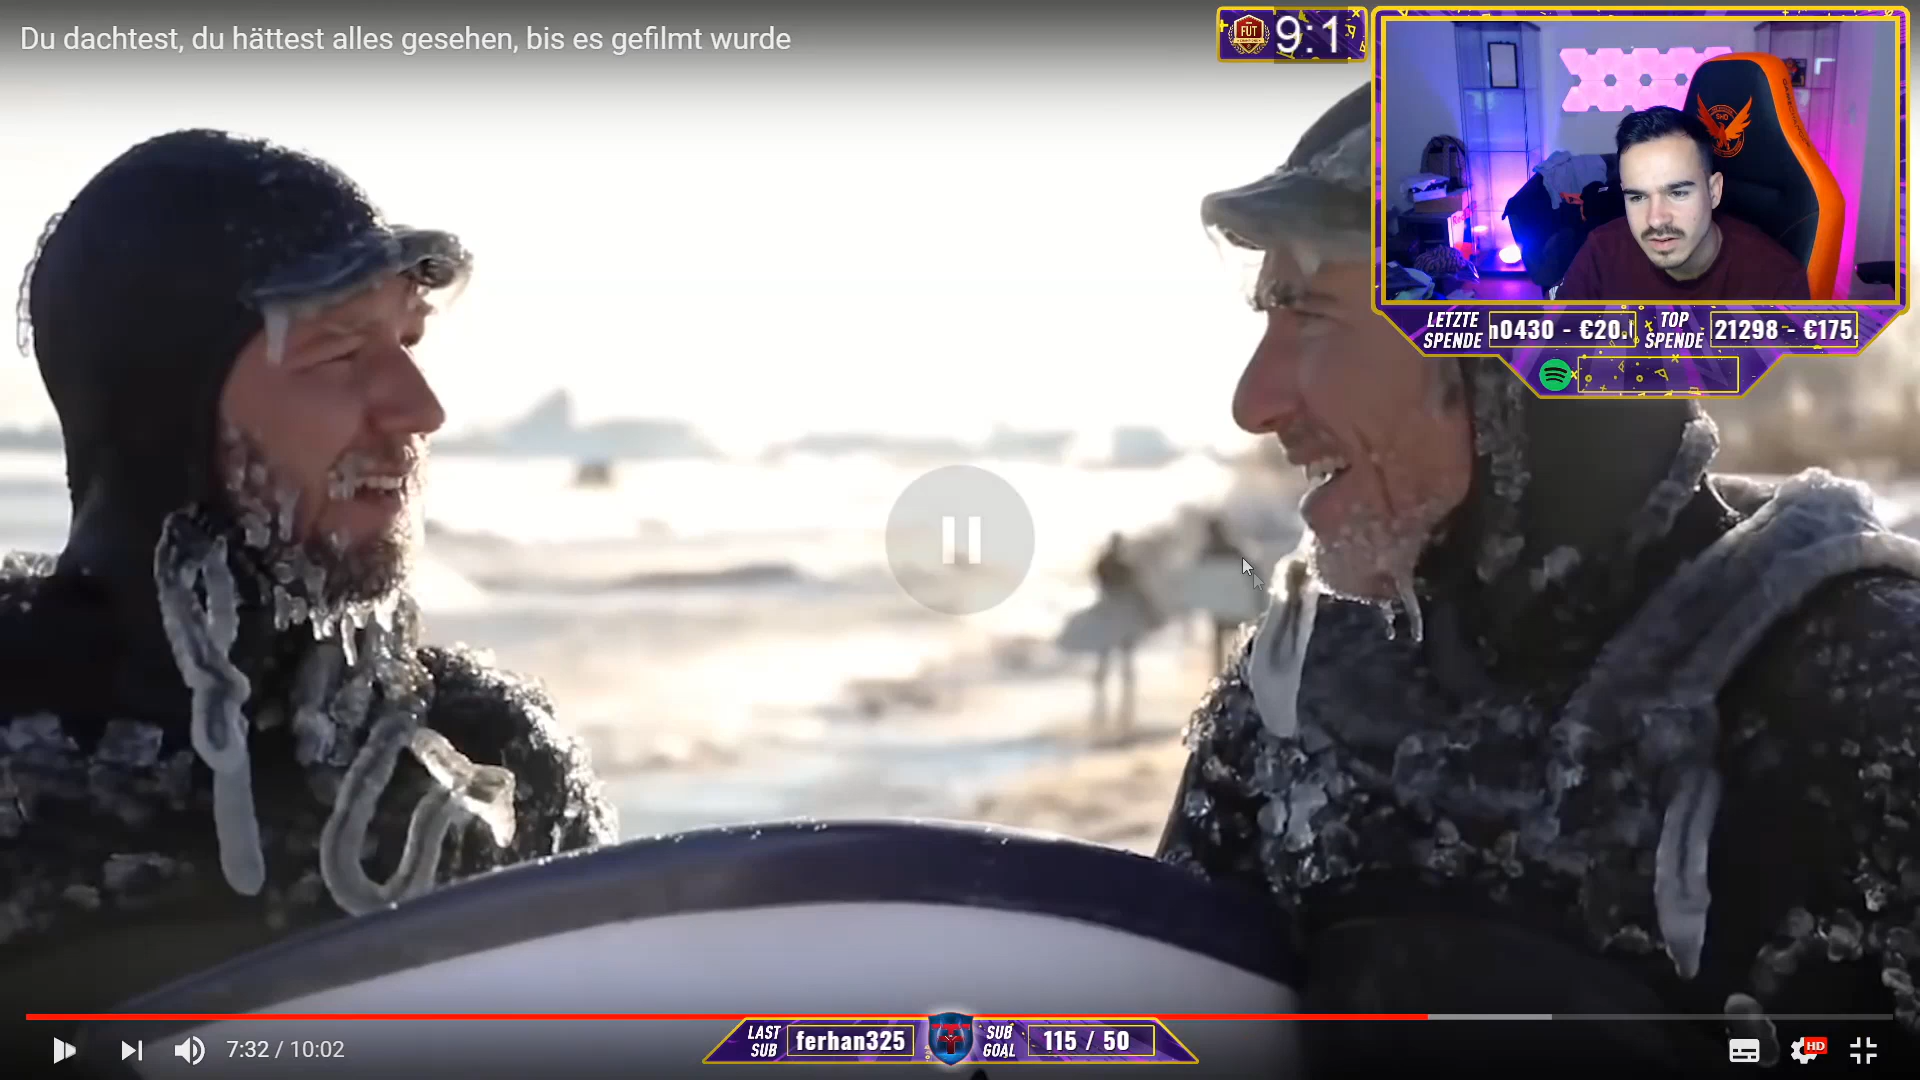 Du dachtest, du hättest alles gesehen, bis es gefilmt wurde
FUT
9:1
SHD
LETZTE SPENDE
n0430 - €20.
TOP SPENDE
21298 - €175.
LAST SUB
ferhan325
SUB GOAL
115 / 50
7:32 / 10:02
HD